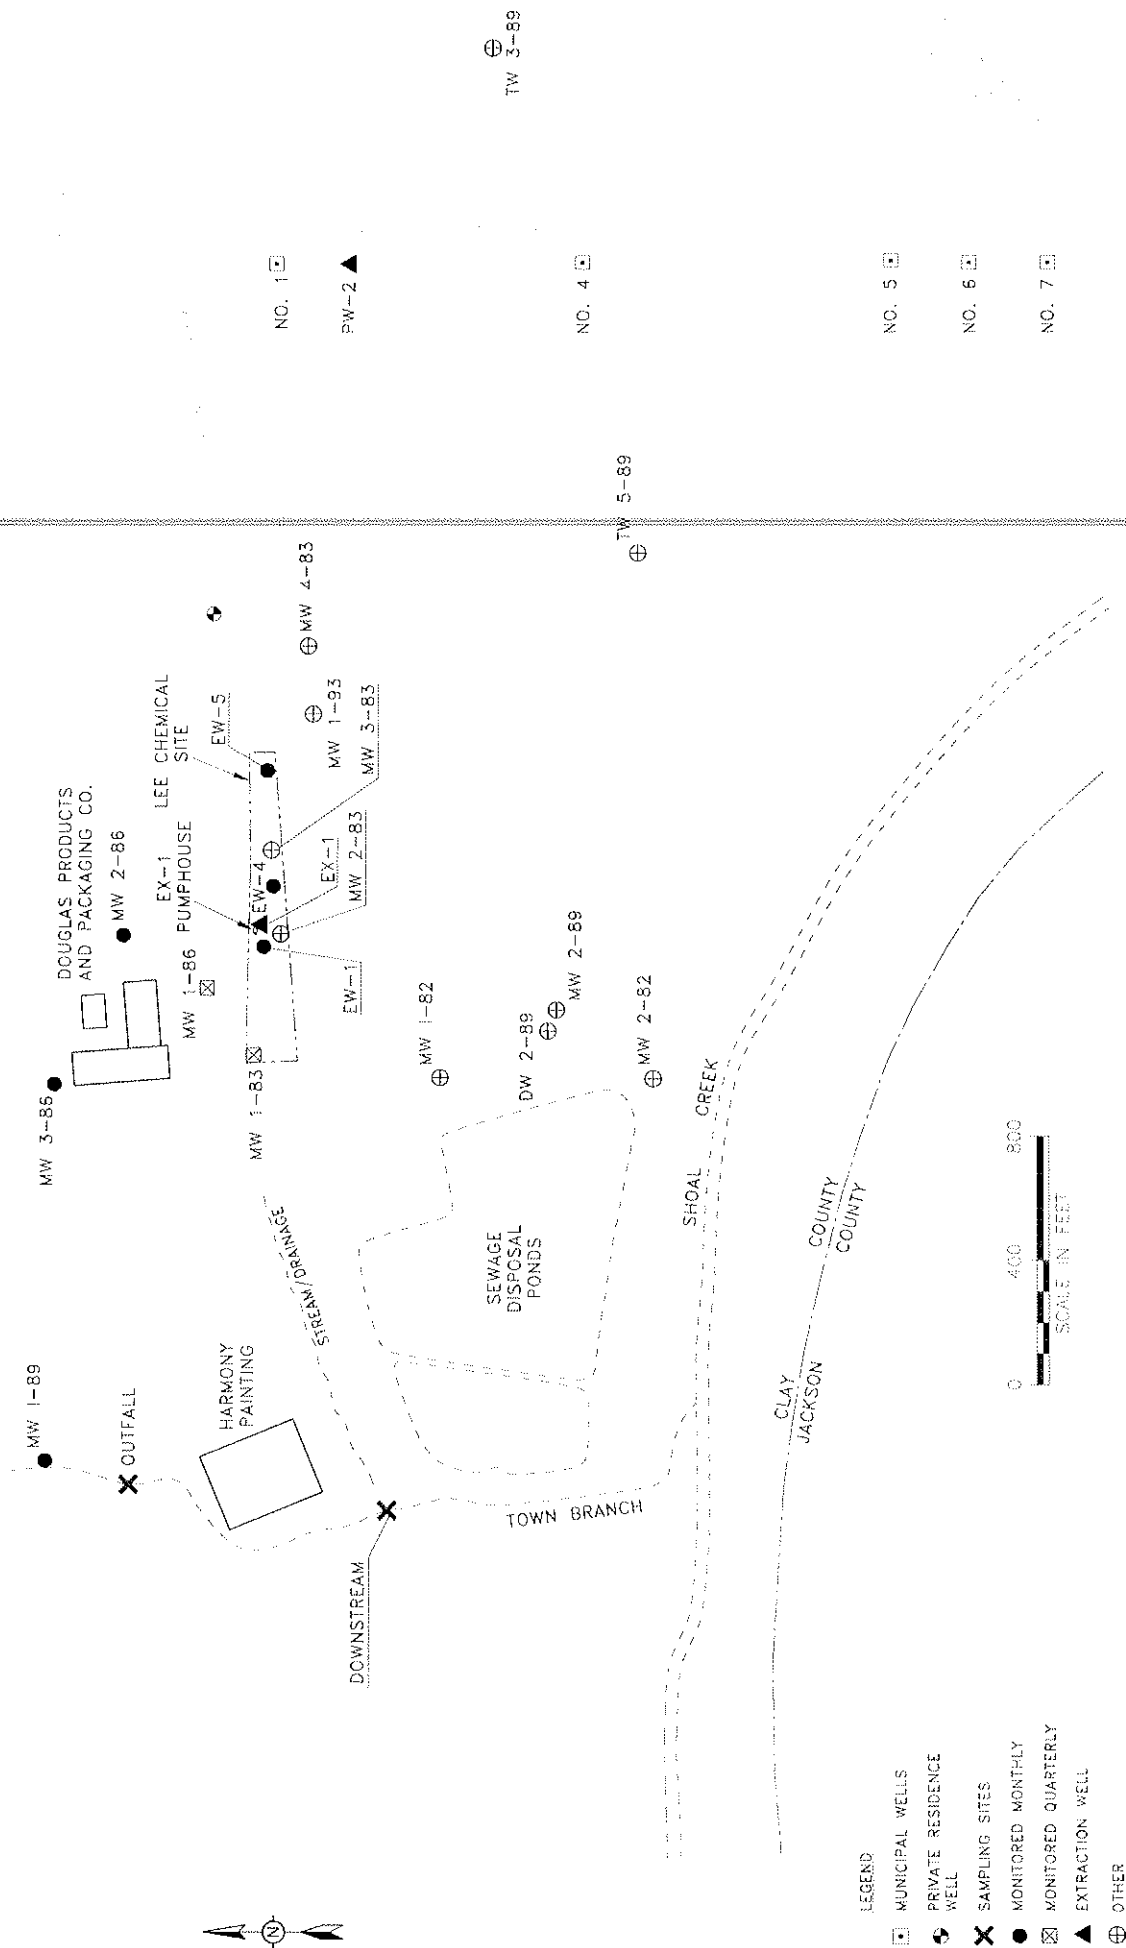 MW 1-89
OUTFALL
HARMONY
PAINTING
STREAM/DRAINAGE
DOWNSTREAM
TOWN BRANCH
SEWAGE
DISPOSAL
PONDS
MW 3-86
DOUGLAS PRODUCTS
AND PACKAGING CO.
MW 2-86
MW 1-86
EX-1
PUMPHOUSE
LEE CHEMICAL
SITE
EW-5
MW 1-83
EW-4
EW-1
EX-1
MW 2-83
MW 3-83
MW 1-93
MW 4-83
MW 1-82
DW 2-89
MW 2-89
MW 2-82
TW 5-89
TW 3-89
NO. 1
PW-2
NO. 4
NO. 5
NO. 6
NO. 7
SHOAL CREEK
CLAY COUNTY
JACKSON COUNTY
0 400 800
SCALE IN FEET
N
LEGEND
MUNICIPAL WELLS
PRIVATE RESIDENCE
WELL
SAMPLING SITES
MONITORED MONTHLY
MONITORED QUARTERLY
EXTRACTION WELL
OTHER